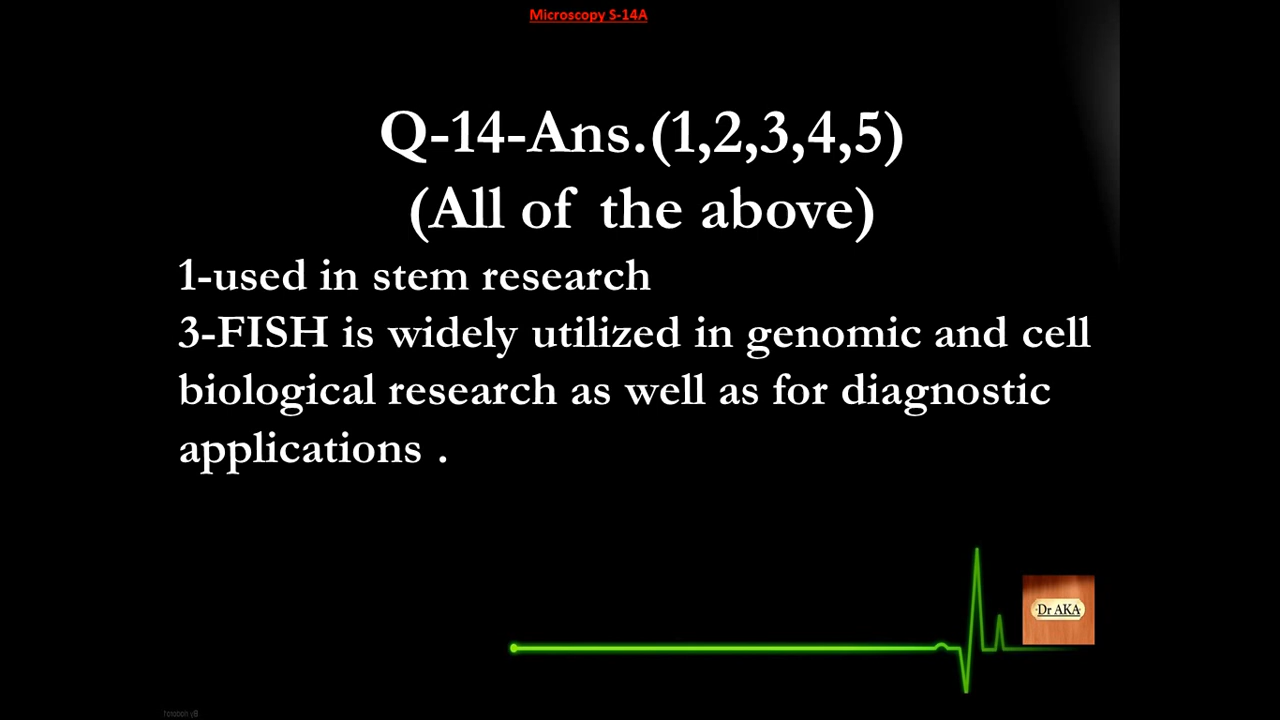 Microscopy S-14A
Q-14-Ans.(1,2,3,4,5)
(All of the above)
1-used in stem research
3-FISH is widely utilized in genomic and cell
biological research as well as for diagnostic
applications .
Dr AKA